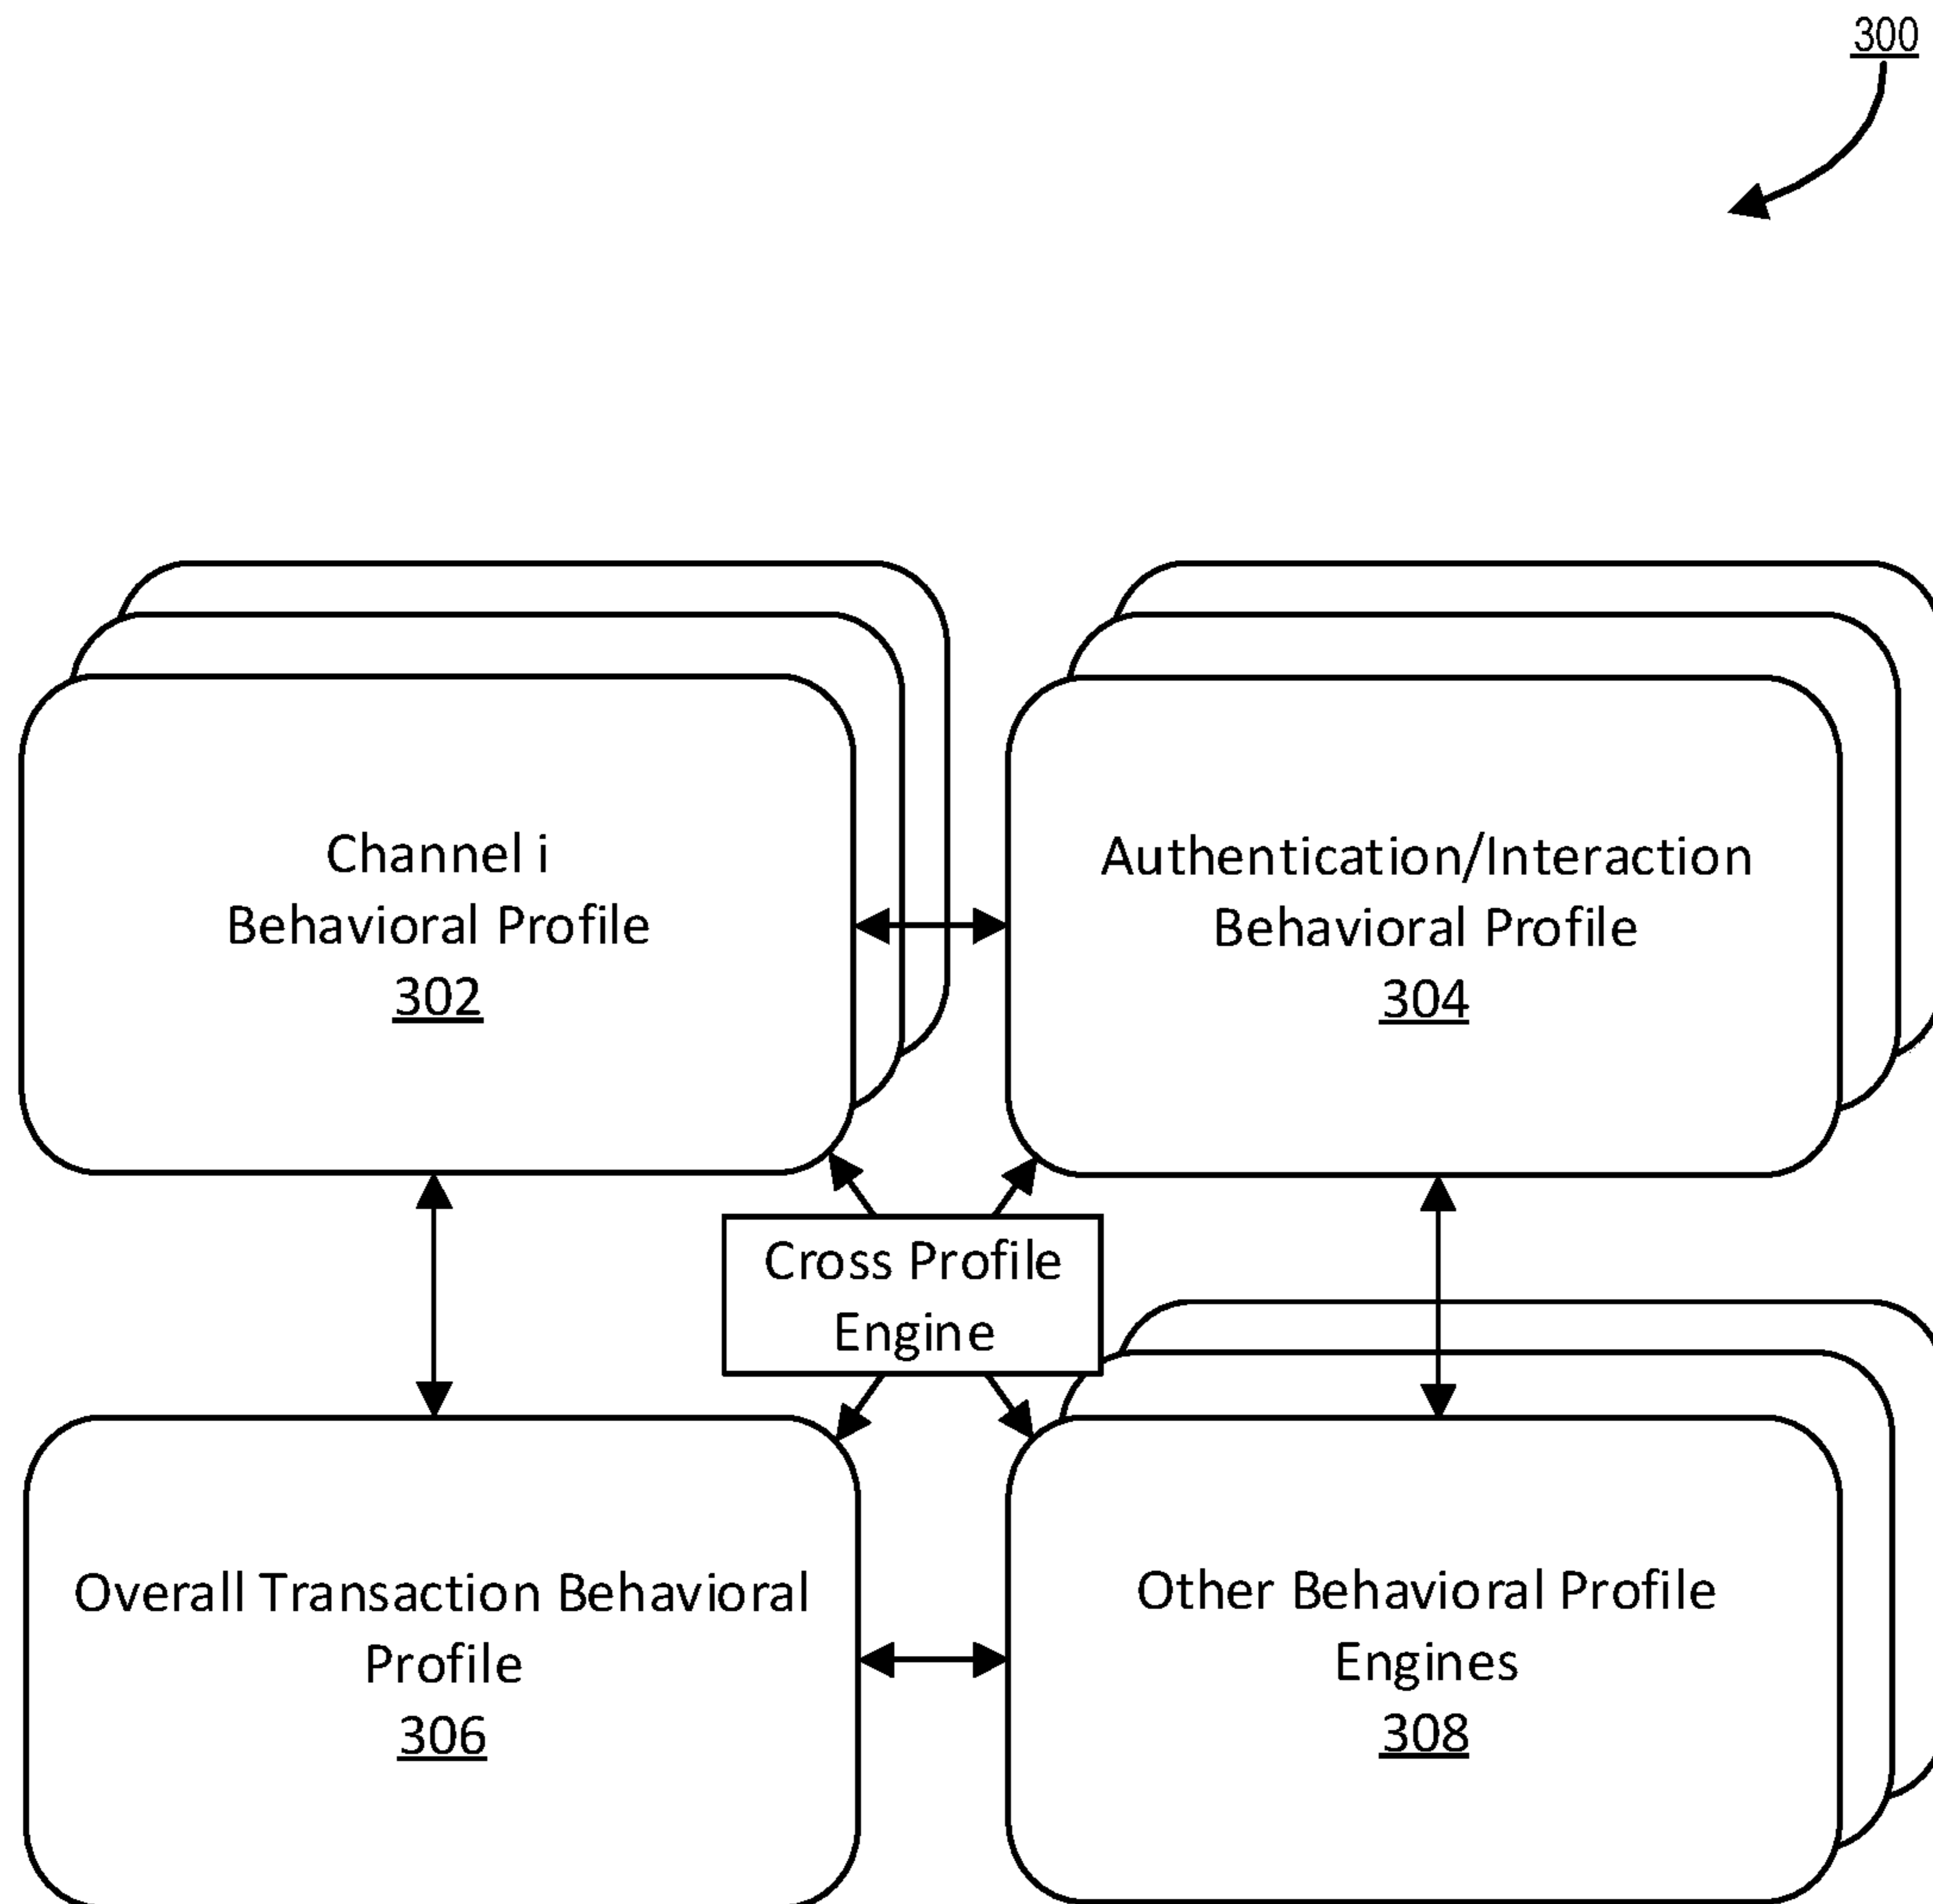 300
Channel i
Behavioral Profile
302
Authentication/Interaction
Behavioral Profile
304
Cross Profile
Engine
Overall Transaction Behavioral
Profile
306
Other Behavioral Profile
Engines
308